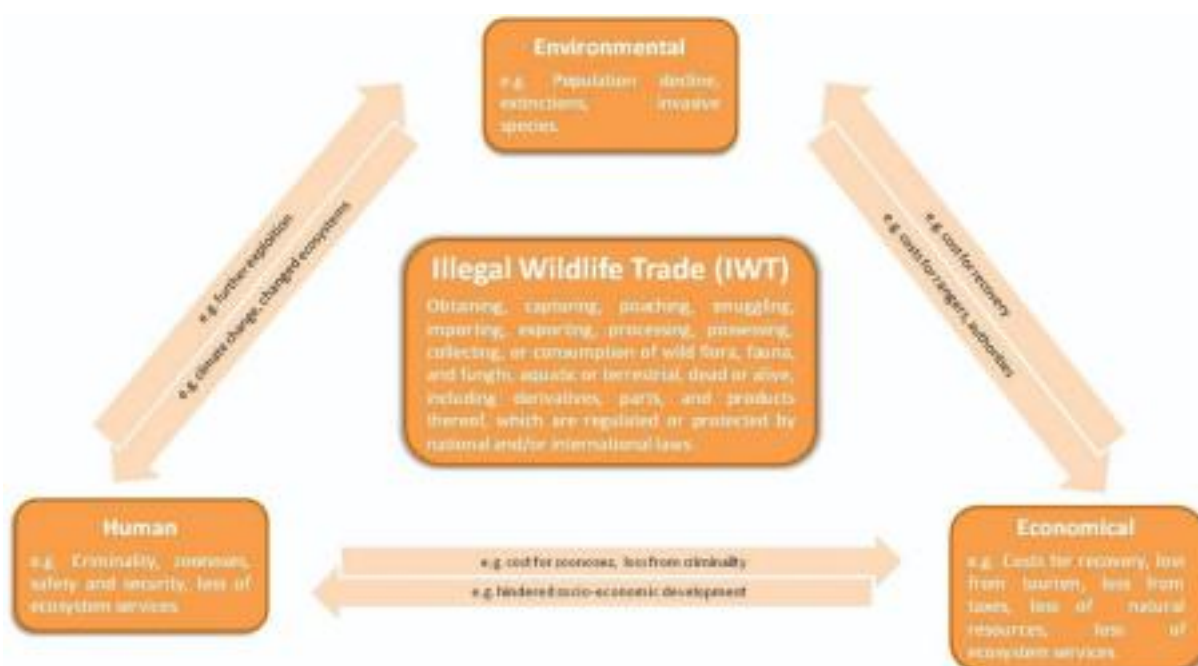 Environmental
e.g. Population decline,
extinctions, invasive
species.
e.g. further explontion
e.g. climate change, changed ecosystems
e.g. cost for recovery
e.g. costs for rangers, authorities
Illegal Wildlife Trade (IWT)
Obtaining, capturing, poaching, smuggling,
importing, exporting, processing, possessing,
collecting, or consumption of wild flora, fauna,
and funghi, aquatic or terrestrial, dead or alive,
including derivatives, parts, and products
thereof, which are regulated or protected by
national and/or international laws
Human
e.g. Criminality, zoonoses,
safety and security, loss of
ecosystem services
e.g. cost for zoonoses, loss from criminality
e.g. hindered socio-economic development
Economical
e.g. Costs for recovery, loss
from tourism, loss from
taxes, loss of natural
resources, loss of
ecosystem services